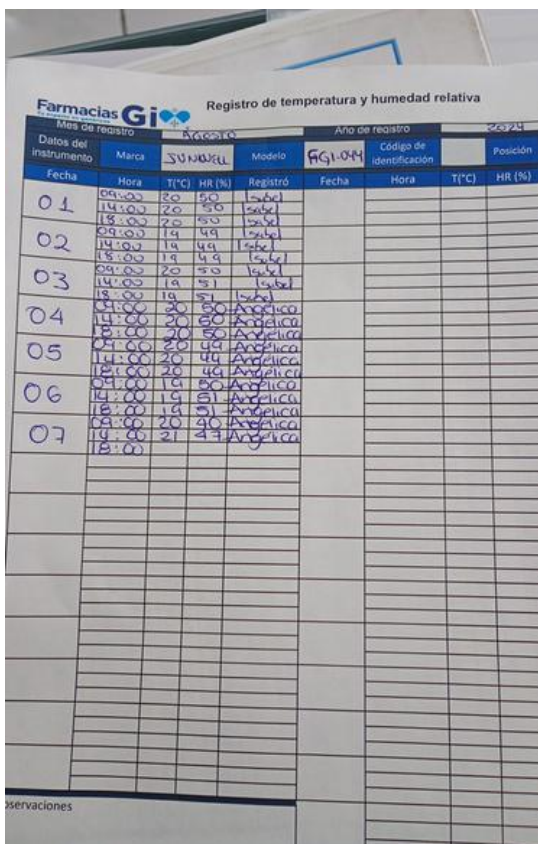 Farmacias Gi
Registro de temperatura y humedad relativa
Mes de registro Agosto Año de registro 2024
Datos del instrumento Marca Modelo FG1-044 Código de identificación Posición
Fecha Hora T(°C) HR (%) Registró Fecha Hora T(°C) HR (%)
01 09:00 20 50 Isabel
14:00 20 50 Isabel
18:00 20 50 Isabel
02 09:00 19 49 Isabel
14:00 19 49 Isabel
18:00 19 49 Isabel
03 09:00 20 50 Isabel
14:00 19 51 Isabel
18:00 19 51 Isabel
04 09:00 20 50 Angelica
14:00 20 50 Angelica
18:00 20 50 Angelica
05 09:00 20 49 Angelica
14:00 20 49 Angelica
18:00 20 49 Angelica
06 09:00 19 50 Angelica
14:00 19 51 Angelica
18:00 19 51 Angelica
07 09:00 20 40 Angelica
14:00 21 47 Angelica
18:00
bservaciones